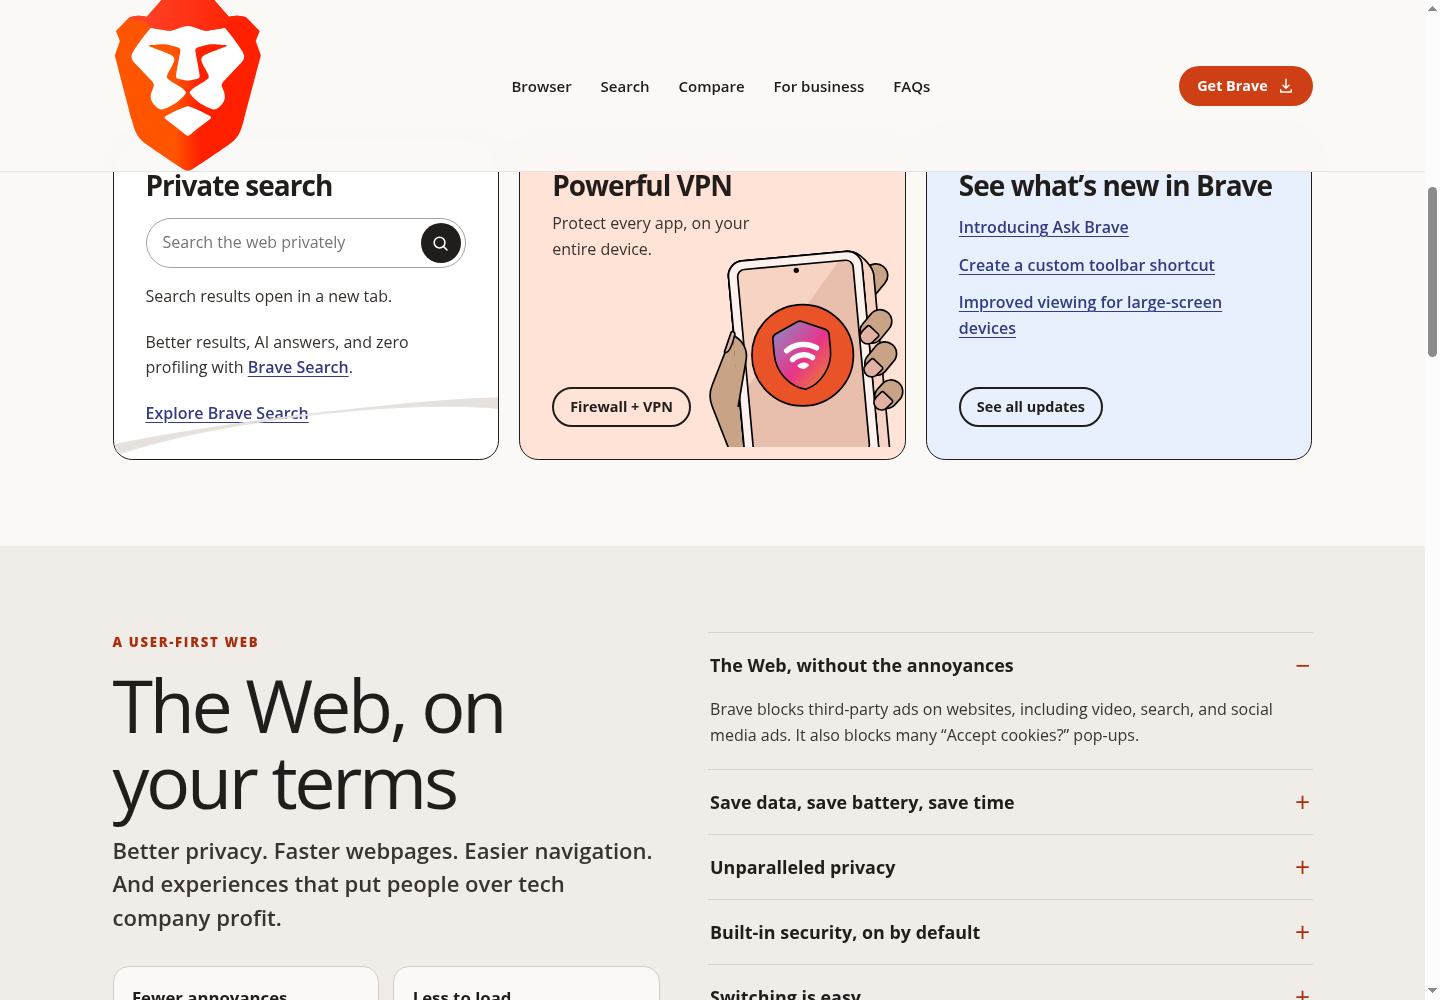 Browser
Search
Compare
For business
FAQs
Get Brave
Private search
Search the web privately
Search results open in a new tab.
Better results, AI answers, and zero
profiling with Brave Search.
Explore Brave Search
Powerful VPN
Protect every app, on your
entire device.
Firewall + VPN
See what’s new in Brave
Introducing Ask Brave
Create a custom toolbar shortcut
Improved viewing for large-screen
devices
See all updates
A USER-FIRST WEB
The Web, on
your terms
Better privacy. Faster webpages. Easier navigation.
And experiences that put people over tech
company profit.
Fewer annoyances
Less to load
The Web, without the annoyances
Brave blocks third-party ads on websites, including video, search, and social
media ads. It also blocks many “Accept cookies?” pop-ups.
Save data, save battery, save time
Unparalleled privacy
Built-in security, on by default
Switching is easy